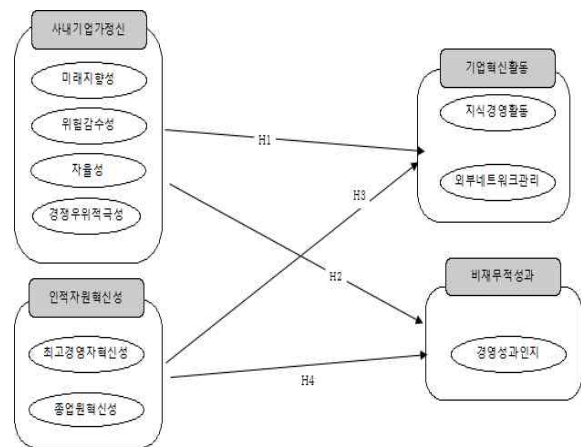 사내기업가정신
미래지향성
위험감수성
자율성
경쟁우위적극성
인적자원혁신성
최고경영자혁신성
종업원혁신성
H1
H3
H2
H4
기업혁신활동
지식경영활동
외부네트워크관리
비재무적성과
경영성과인지